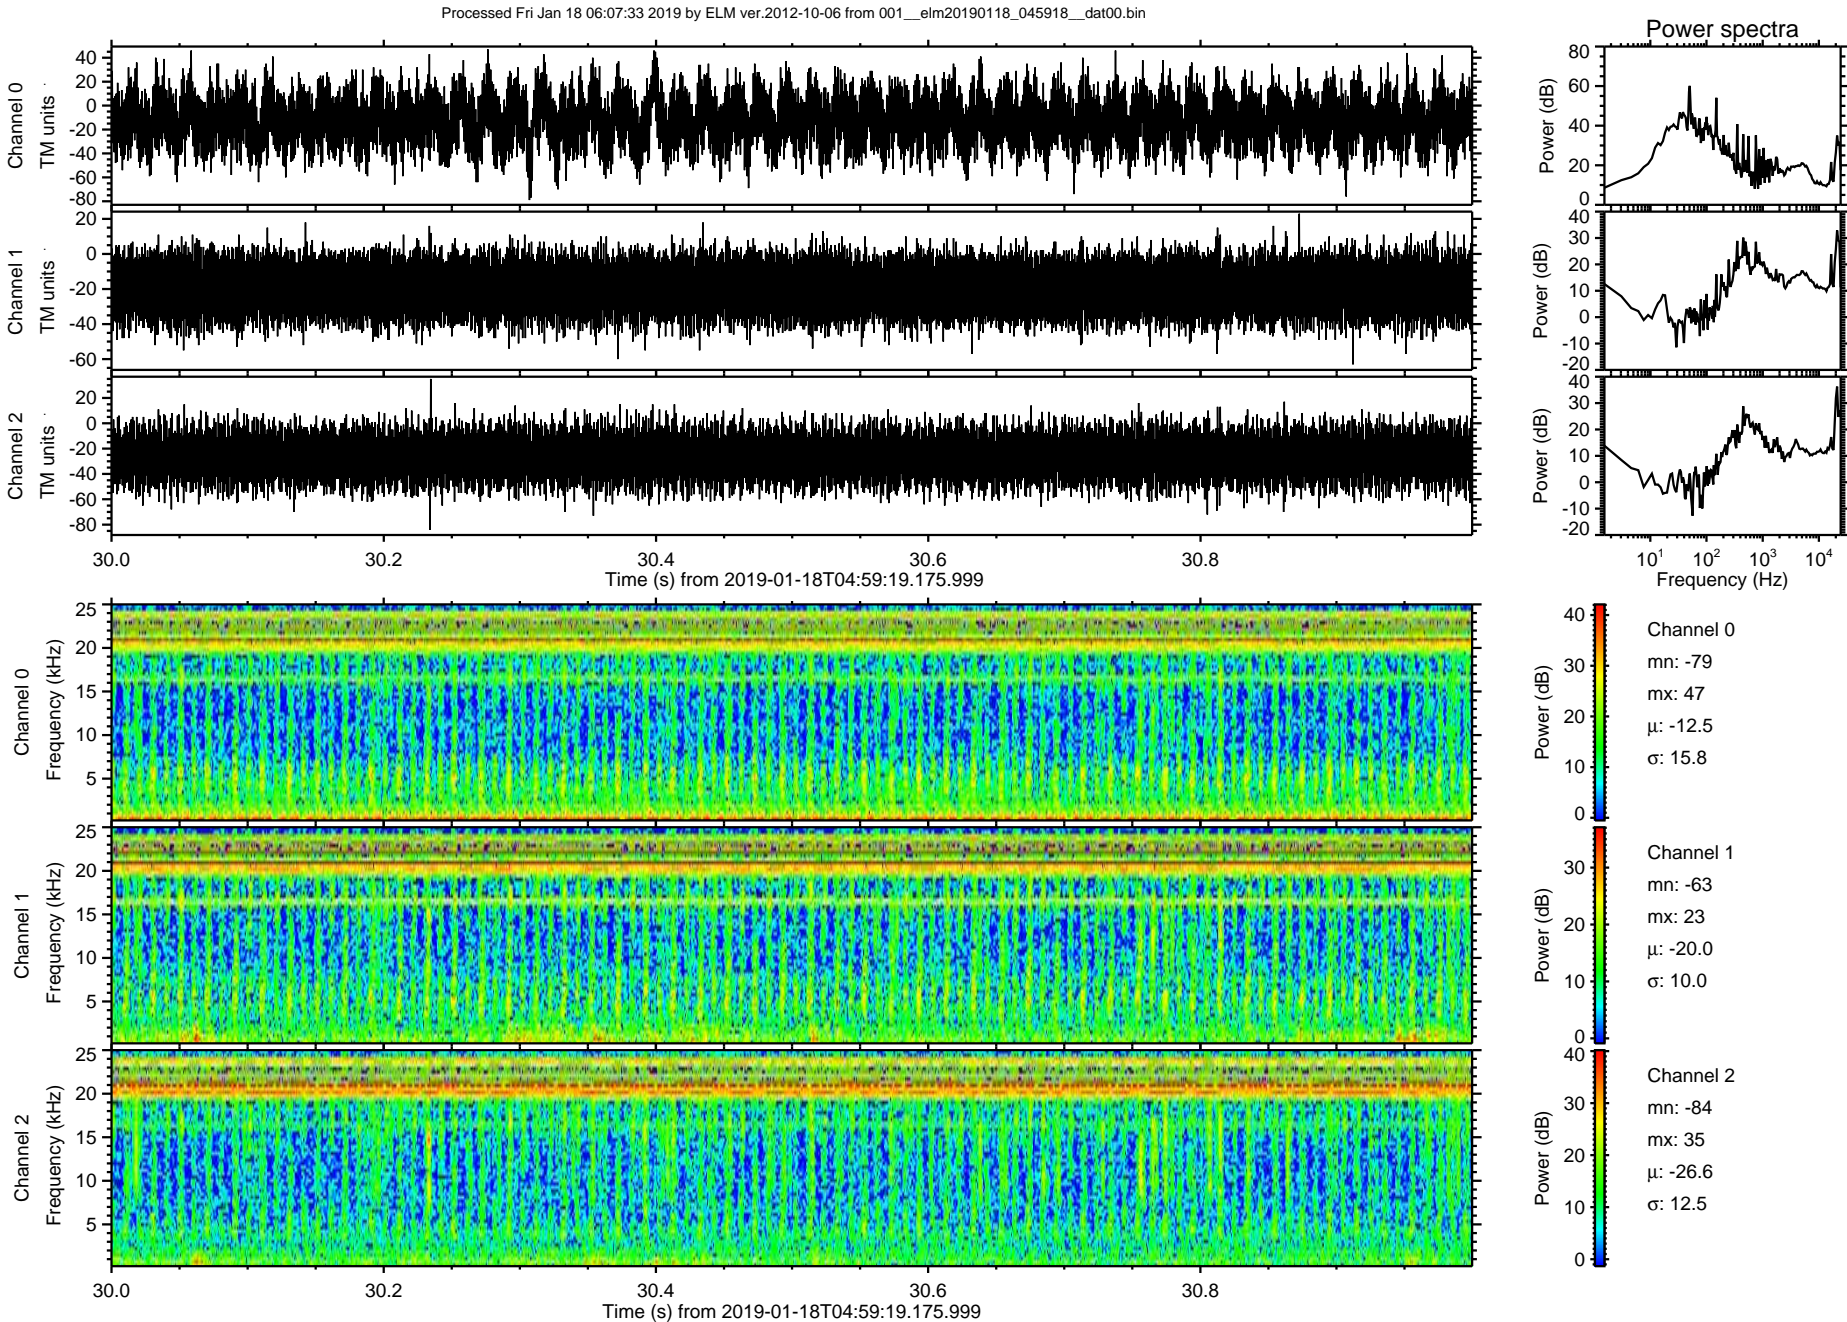 Processed Fri Jan 18 06:07:33 2019 by ELM ver.2012-10-06 from 001__elm20190118_045918__dat00.bin
Power spectra
Channel 0
TM units
40
20
0
-20
-40
-60
-80
Power (dB)
80
60
40
20
0
Channel 1
TM units
20
0
-20
-40
-60
Power (dB)
40
30
20
10
0
-10
-20
Channel 2
TM units
20
0
-20
-40
-60
-80
Power (dB)
40
30
20
10
0
-10
-20
30.0 30.2 30.4 30.6 30.8
Time (s) from 2019-01-18T04:59:19.175.999
10^1 10^2 10^3 10^4
Frequency (Hz)
Channel 0
Frequency (kHz)
25
20
15
10
5
Power (dB)
40
30
20
10
0
Channel 0
mn: -79
mx: 47
μ: -12.5
σ: 15.8
Channel 1
Frequency (kHz)
25
20
15
10
5
Power (dB)
30
20
10
0
Channel 1
mn: -63
mx: 23
μ: -20.0
σ: 10.0
Channel 2
Frequency (kHz)
25
20
15
10
5
Power (dB)
40
30
20
10
0
Channel 2
mn: -84
mx: 35
μ: -26.6
σ: 12.5
30.0 30.2 30.4 30.6 30.8
Time (s) from 2019-01-18T04:59:19.175.999